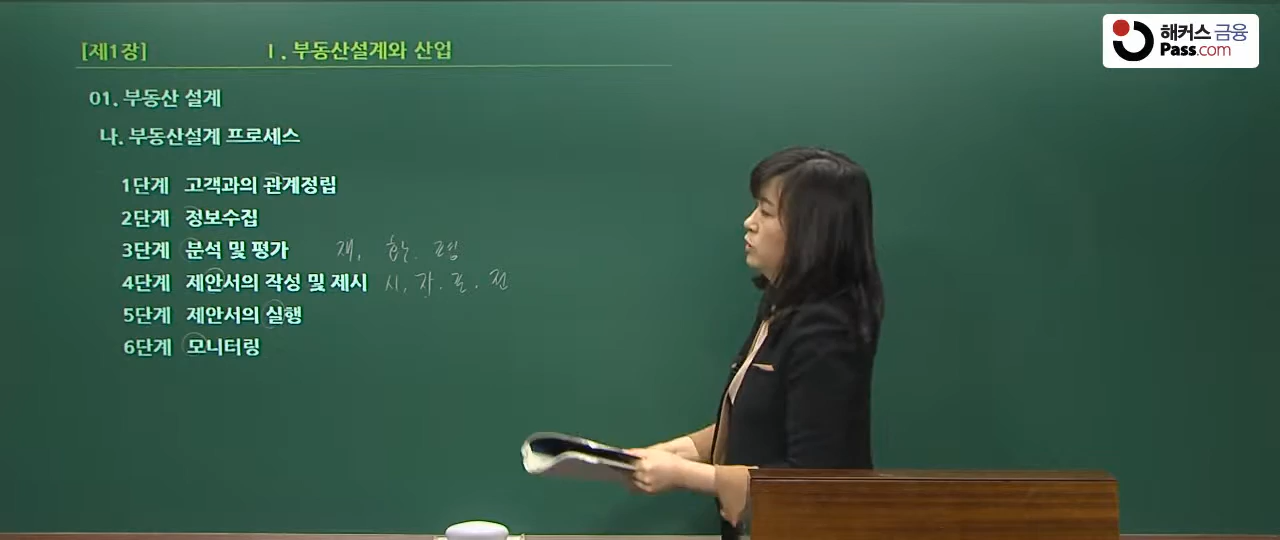 [제1장] Ⅰ. 부동산설계와 산업
해커스 금융
Pass.com
01. 부동산 설계
나. 부동산설계 프로세스
1단계 고객과의 관계정립
2단계 정보수집
3단계 분석 및 평가 재, 환. 평
4단계 제안서의 작성 및 제시 시, 자. 포. 전
5단계 제안서의 실행
6단계 모니터링